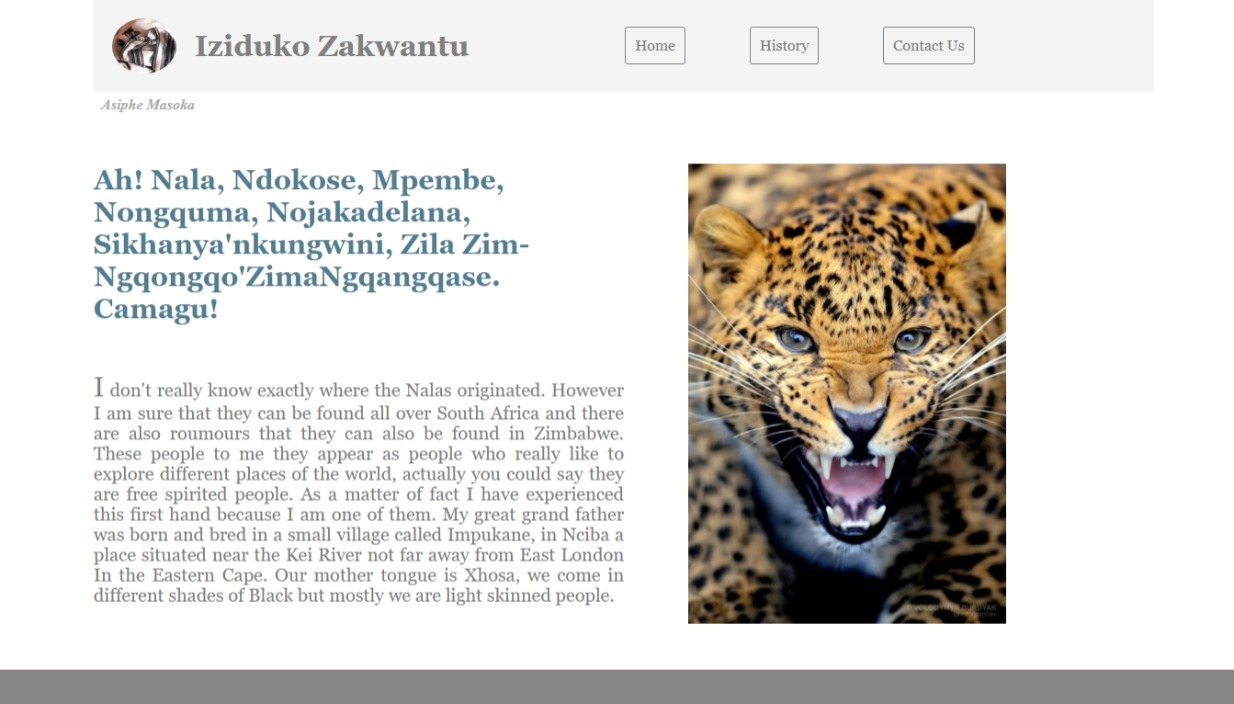 Iziduko Zakwantu
Home
History
Contact Us
Asiphe Masoka
Ah! Nala, Ndokose, Mpembe,
Nongquma, Nojakadelana,
Sikhanya'nkungwini, Zila Zim-
Ngqongqo'ZimaNgqangqase.
Camagu!
I don't really know exactly where the Nalas originated. However
I am sure that they can be found all over South Africa and there
are also roumours that they can also be found in Zimbabwe.
These people to me they appear as people who really like to
explore different places of the world, actually you could say they
are free spirited people. As a matter of fact I have experienced
this first hand because I am one of them. My great grand father
was born and bred in a small village called Impukane, in Nciba a
place situated near the Kei River not far away from East London
In the Eastern Cape. Our mother tongue is Xhosa, we come in
different shades of Black but mostly we are light skinned people.